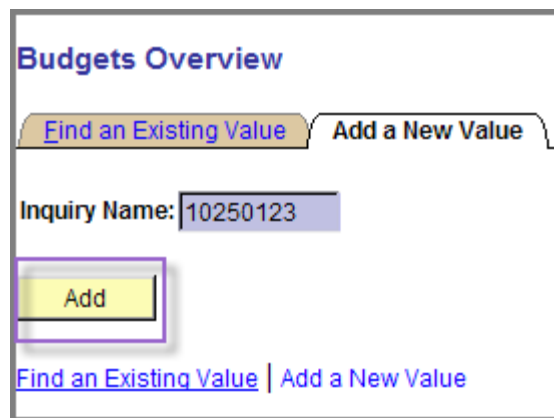 Budgets Overview
Find an Existing Value Add a New Value
Inquiry Name: 10250123
Add
Find an Existing Value | Add a New Value